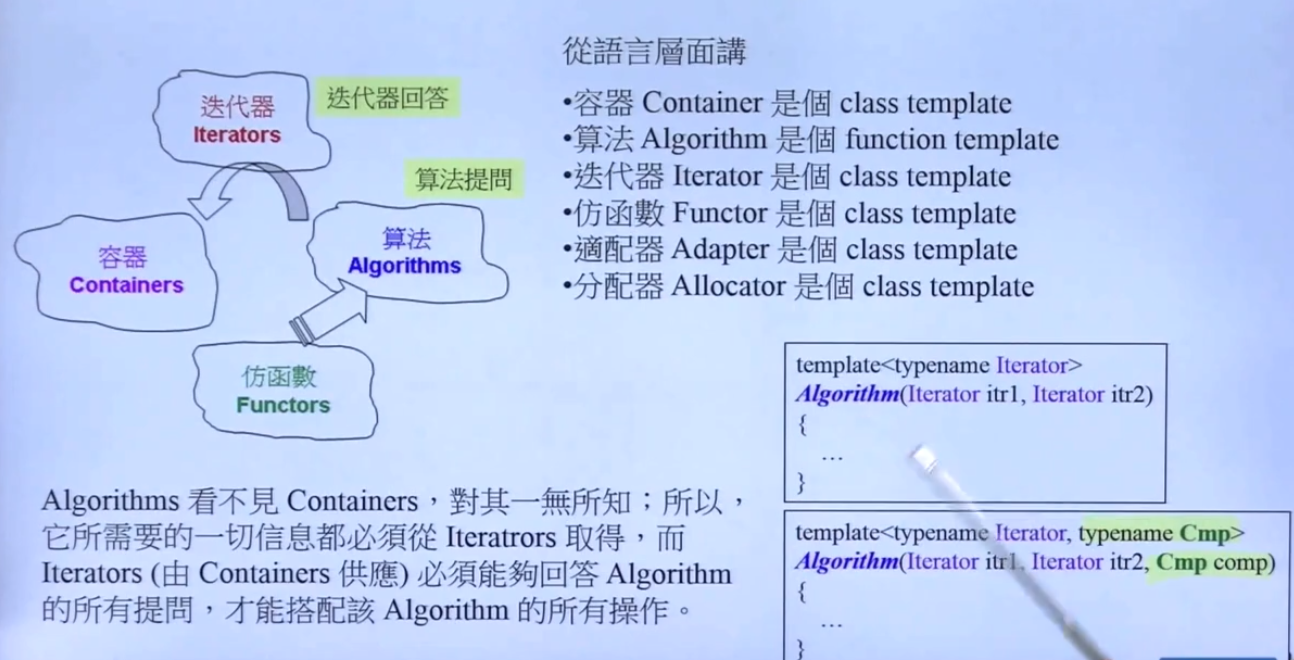 從語言層面講
•容器 Container 是個 class template
•算法 Algorithm 是個 function template
•迭代器 Iterator 是個 class template
•仿函數 Functor 是個 class template
•適配器 Adapter 是個 class template
•分配器 Allocator 是個 class template
迭代器
Iterators
迭代器回答
算法提問
容器
Containers
算法
Algorithms
仿函數
Functors
Algorithms 看不見 Containers，對其一無所知；所以，
它所需要的一切信息都必須從 Iteratrors 取得，而
Iterators (由 Containers 供應) 必須能夠回答 Algorithm
的所有提問，才能搭配該 Algorithm 的所有操作。
template<typename Iterator>
Algorithm(Iterator itr1, Iterator itr2)
{
…
}
template<typename Iterator, typename Cmp>
Algorithm(Iterator itr1, Iterator itr2, Cmp comp)
{
…
}